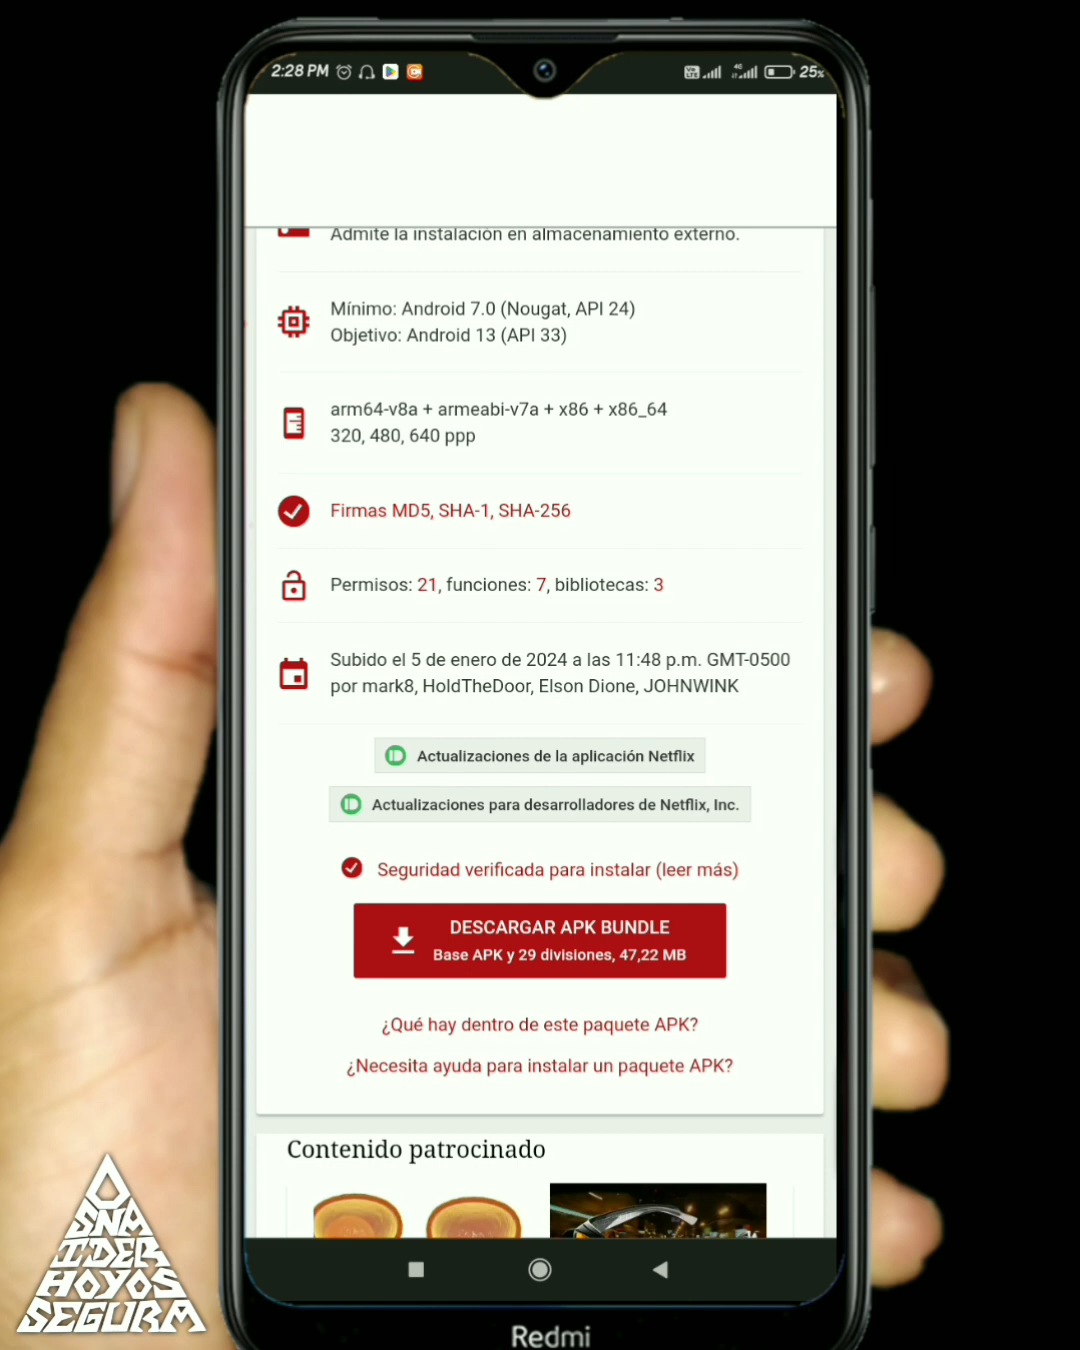 2:28 PM
4G
25%
Admite la instalación en almacenamiento externo.
Mínimo: Android 7.0 (Nougat, API 24)
Objetivo: Android 13 (API 33)
arm64-v8a + armeabi-v7a + x86 + x86_64
320, 480, 640 ppp
Firmas MD5, SHA-1, SHA-256
Permisos: 21, funciones: 7, bibliotecas: 3
Subido el 5 de enero de 2024 a las 11:48 p.m. GMT-0500
por mark8, HoldTheDoor, Elson Dione, JOHNWINK
Actualizaciones de la aplicación Netflix
Actualizaciones para desarrolladores de Netflix, Inc.
Seguridad verificada para instalar (leer más)
DESCARGAR APK BUNDLE
Base APK y 29 divisiones, 47,22 MB
¿Qué hay dentro de este paquete APK?
¿Necesita ayuda para instalar un paquete APK?
Contenido patrocinado
O
SNA
IDER
HOYOS
SEGURA
Redmi